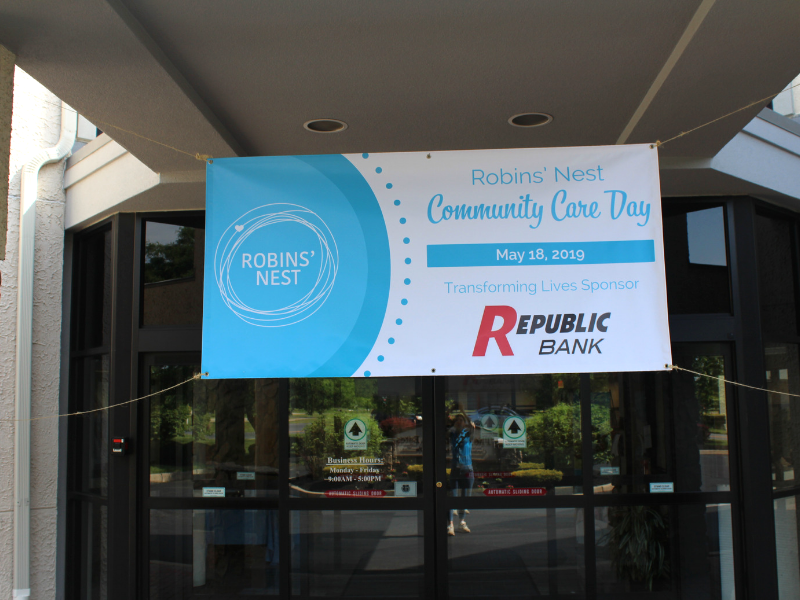 ROBINS'
NEST
Robins' Nest
Community Care Day
May 18, 2019
Transforming Lives Sponsor
REPUBLIC
BANK
Business Hours:
Monday - Friday
9:00AM - 5:00PM
AUTOMATIC SLIDING DOOR
AUTOMATIC SLIDING DOOR